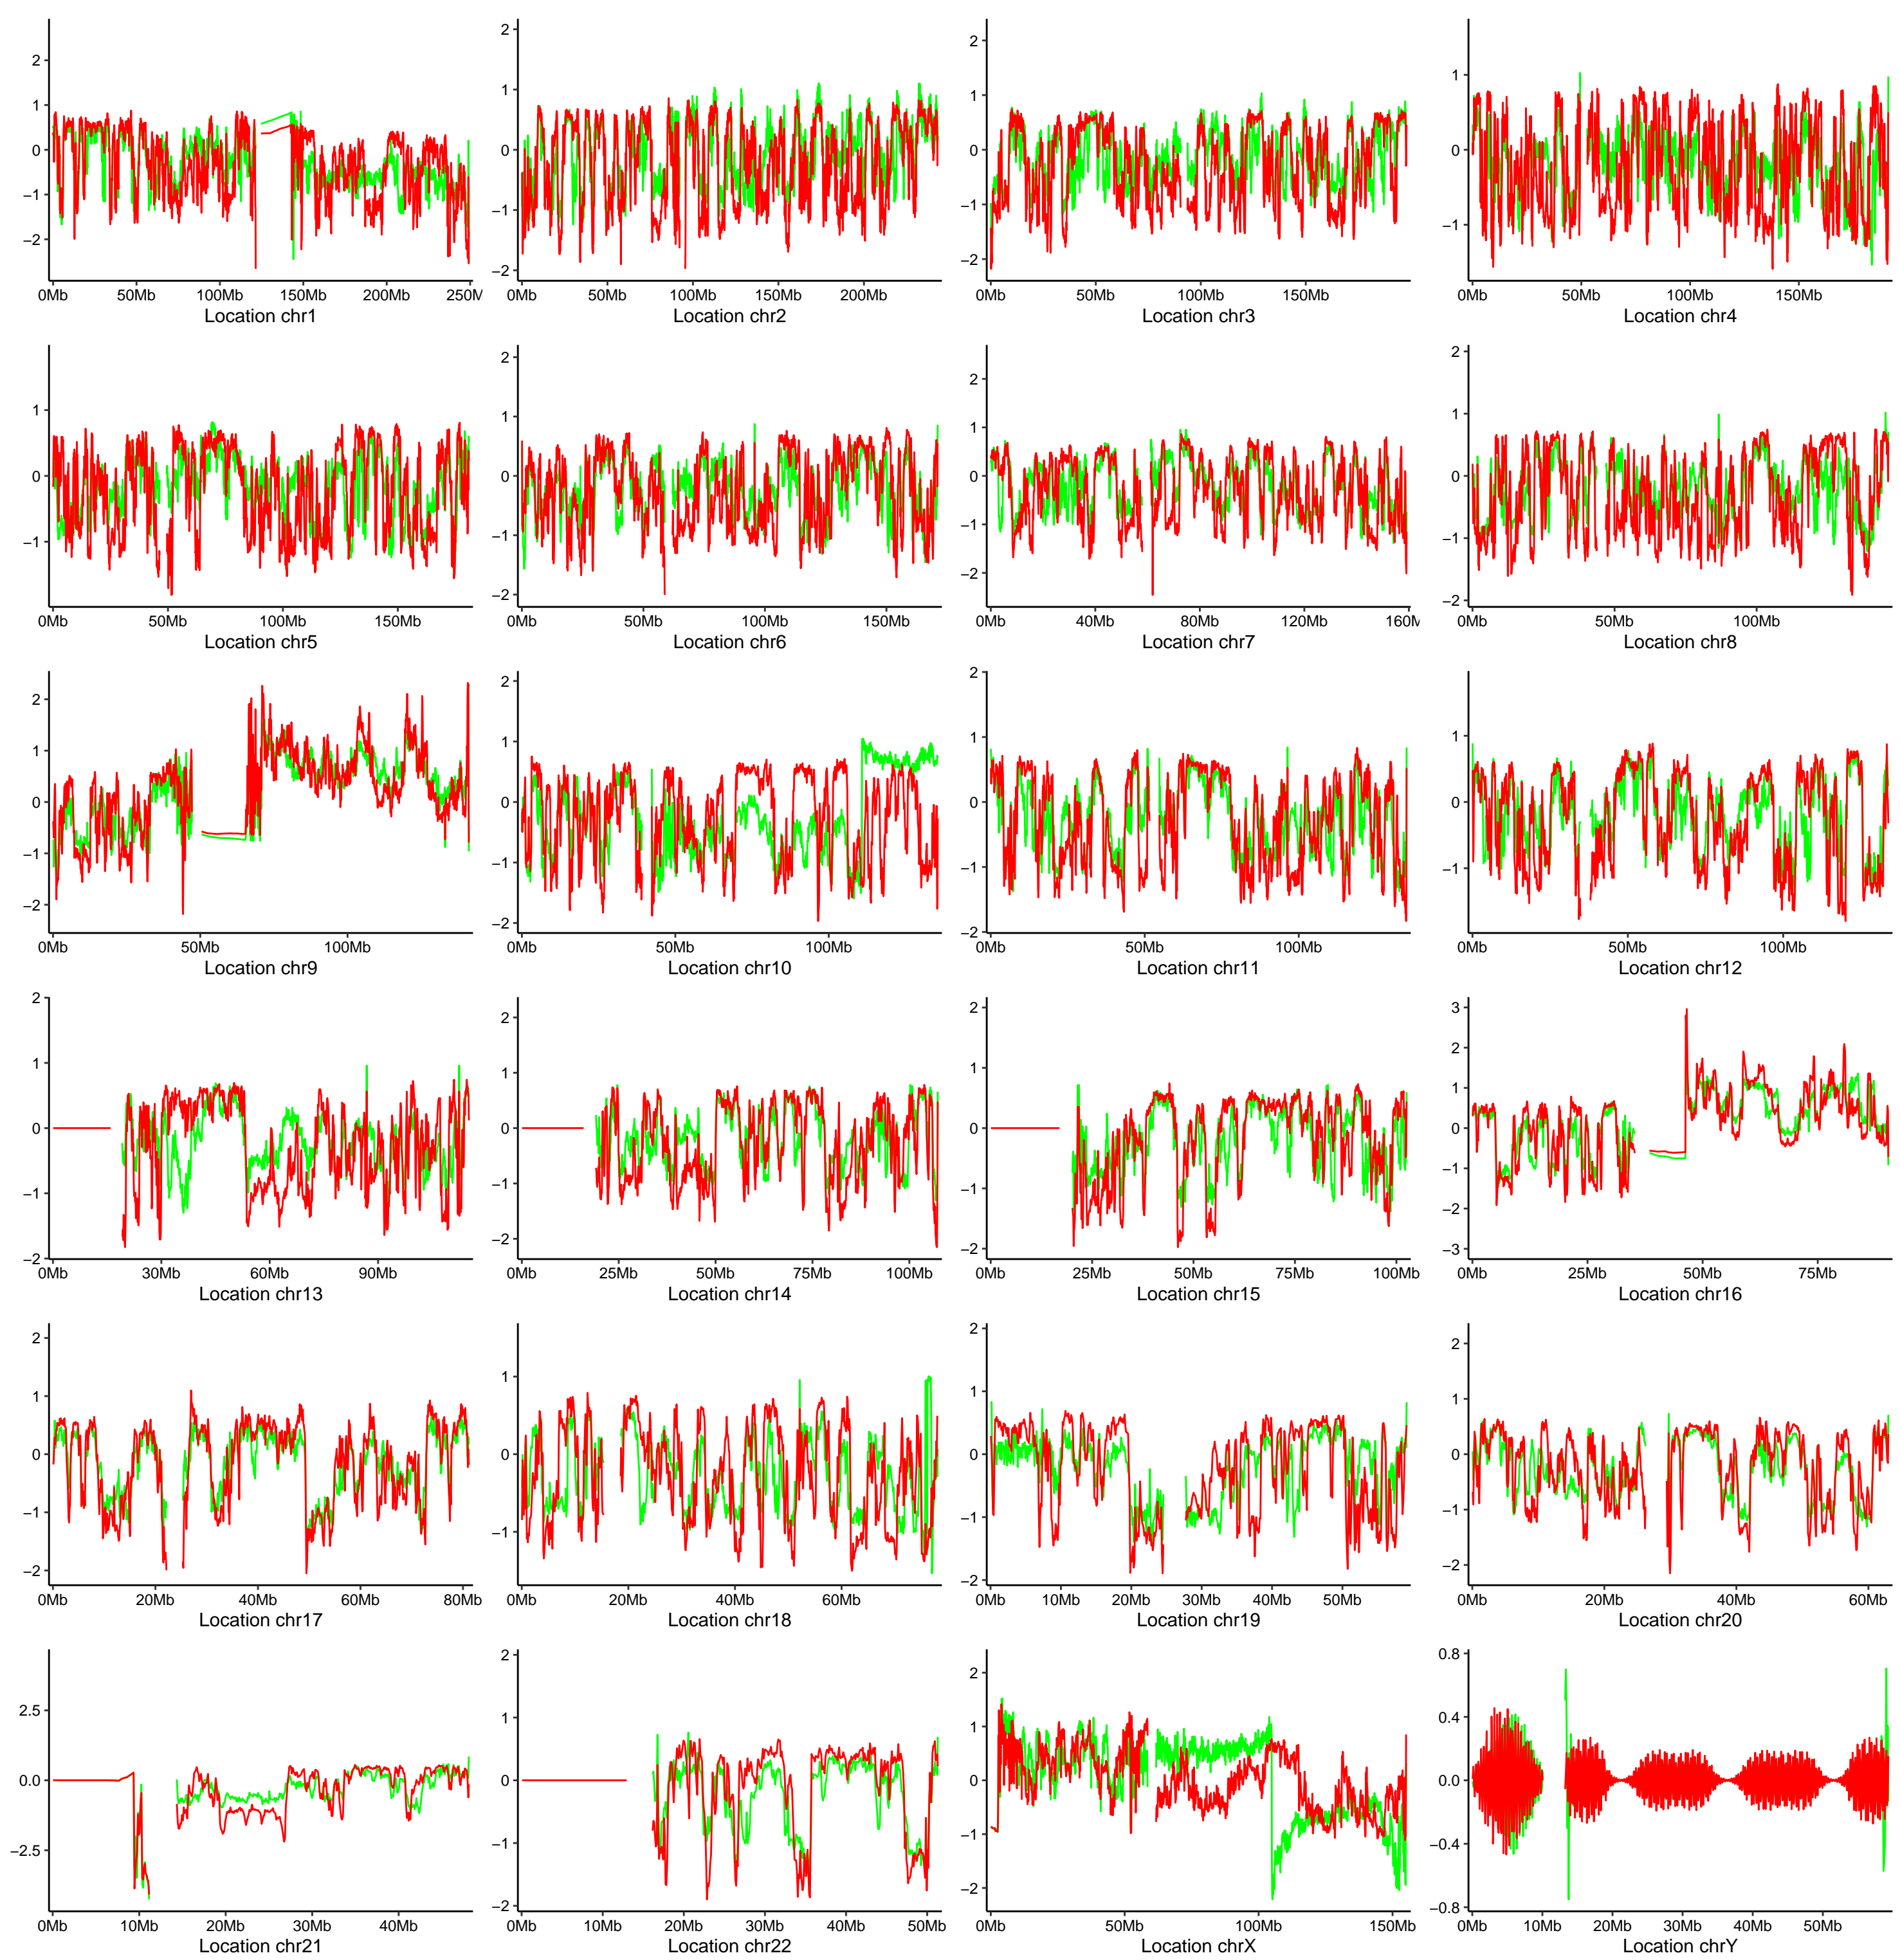 2
1
0
−1
−2
0Mb 50Mb 100Mb 150Mb 200Mb 250M
Location chr1
2
1
0
−1
−2
0Mb 50Mb 100Mb 150Mb 200Mb
Location chr2
2
1
0
−1
−2
0Mb 50Mb 100Mb 150Mb
Location chr3
1
0
−1
0Mb 50Mb 100Mb 150Mb
Location chr4
1
0
−1
0Mb 50Mb 100Mb 150Mb
Location chr5
2
1
0
−1
−2
0Mb 50Mb 100Mb 150Mb
Location chr6
2
1
0
−1
−2
0Mb 40Mb 80Mb 120Mb 160M
Location chr7
2
1
0
−1
−2
0Mb 50Mb 100Mb
Location chr8
2
1
0
−1
−2
0Mb 50Mb 100Mb
Location chr9
2
1
0
−1
−2
0Mb 50Mb 100Mb
Location chr10
2
1
0
−1
−2
0Mb 50Mb 100Mb
Location chr11
1
0
−1
0Mb 50Mb 100Mb
Location chr12
2
1
0
−1
−2
0Mb 30Mb 60Mb 90Mb
Location chr13
2
1
0
−1
−2
0Mb 25Mb 50Mb 75Mb 100Mb
Location chr14
2
1
0
−1
−2
0Mb 25Mb 50Mb 75Mb 100Mb
Location chr15
3
2
1
0
−1
−2
−3
0Mb 25Mb 50Mb 75Mb
Location chr16
2
1
0
−1
−2
0Mb 20Mb 40Mb 60Mb 80Mb
Location chr17
1
0
−1
0Mb 20Mb 40Mb 60Mb
Location chr18
2
1
0
−1
−2
0Mb 10Mb 20Mb 30Mb 40Mb 50Mb
Location chr19
2
1
0
−1
−2
0Mb 20Mb 40Mb 60Mb
Location chr20
2.5
0.0
−2.5
0Mb 10Mb 20Mb 30Mb 40Mb
Location chr21
2
1
0
−1
−2
0Mb 10Mb 20Mb 30Mb 40Mb 50Mb
Location chr22
2
1
0
−1
−2
0Mb 50Mb 100Mb 150Mb
Location chrX
0.8
0.4
0.0
−0.4
−0.8
0Mb 10Mb 20Mb 30Mb 40Mb 50Mb
Location chrY